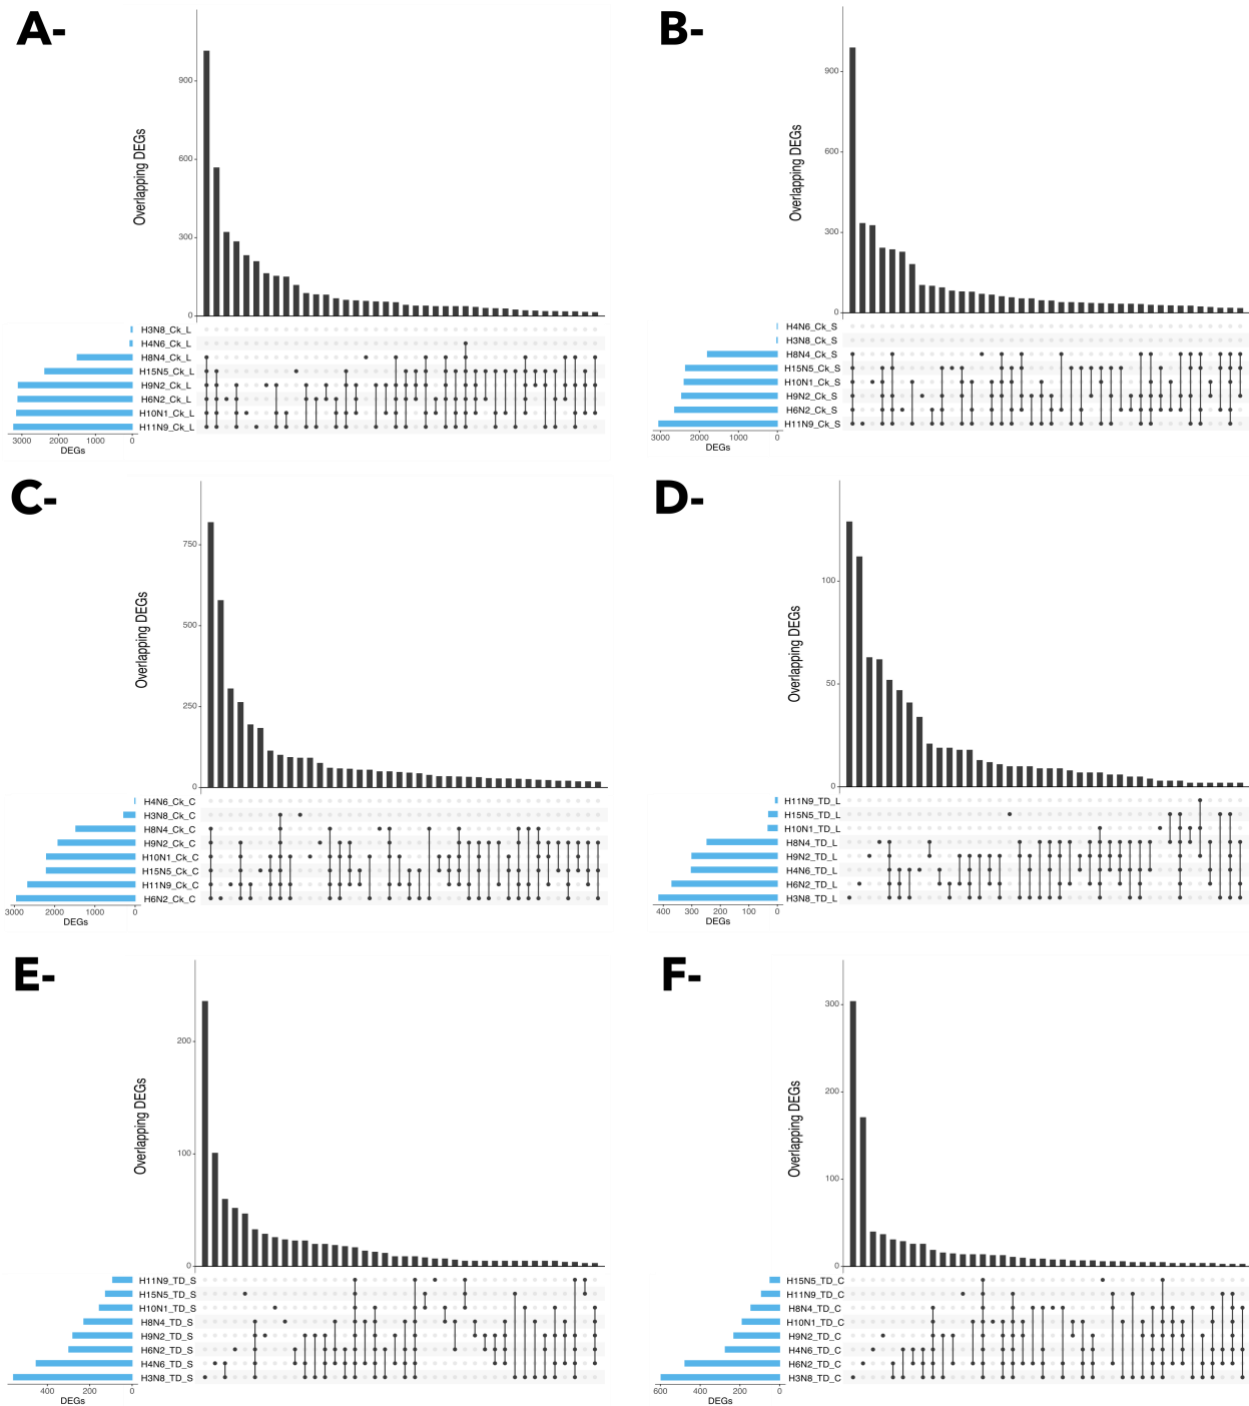 A-
Overlapping DEGs
900
600
300
0
H3N8_Ck_L
H4N6_Ck_L
H8N4_Ck_L
H15N5_Ck_L
H9N2_Ck_L
H6N2_Ck_L
H10N1_Ck_L
H11N9_Ck_L
3000 2000 1000 0
DEGs
B-
Overlapping DEGs
900
600
300
0
H4N6_Ck_S
H3N8_Ck_S
H8N4_Ck_S
H15N5_Ck_S
H10N1_Ck_S
H9N2_Ck_S
H6N2_Ck_S
H11N9_Ck_S
3000 2000 1000 0
DEGs
C-
Overlapping DEGs
750
500
250
0
H4N6_Ck_C
H3N8_Ck_C
H8N4_Ck_C
H9N2_Ck_C
H10N1_Ck_C
H15N5_Ck_C
H11N9_Ck_C
H6N2_Ck_C
3000 2000 1000 0
DEGs
D-
Overlapping DEGs
100
50
0
H11N9_TD_L
H15N5_TD_L
H10N1_TD_L
H8N4_TD_L
H9N2_TD_L
H4N6_TD_L
H6N2_TD_L
H3N8_TD_L
400 300 200 100 0
DEGs
E-
Overlapping DEGs
200
100
0
H11N9_TD_S
H15N5_TD_S
H10N1_TD_S
H8N4_TD_S
H9N2_TD_S
H6N2_TD_S
H4N6_TD_S
H3N8_TD_S
400 200 0
DEGs
F-
Overlapping DEGs
300
200
100
0
H15N5_TD_C
H11N9_TD_C
H8N4_TD_C
H10N1_TD_C
H9N2_TD_C
H4N6_TD_C
H6N2_TD_C
H3N8_TD_C
600 400 200 0
DEGs